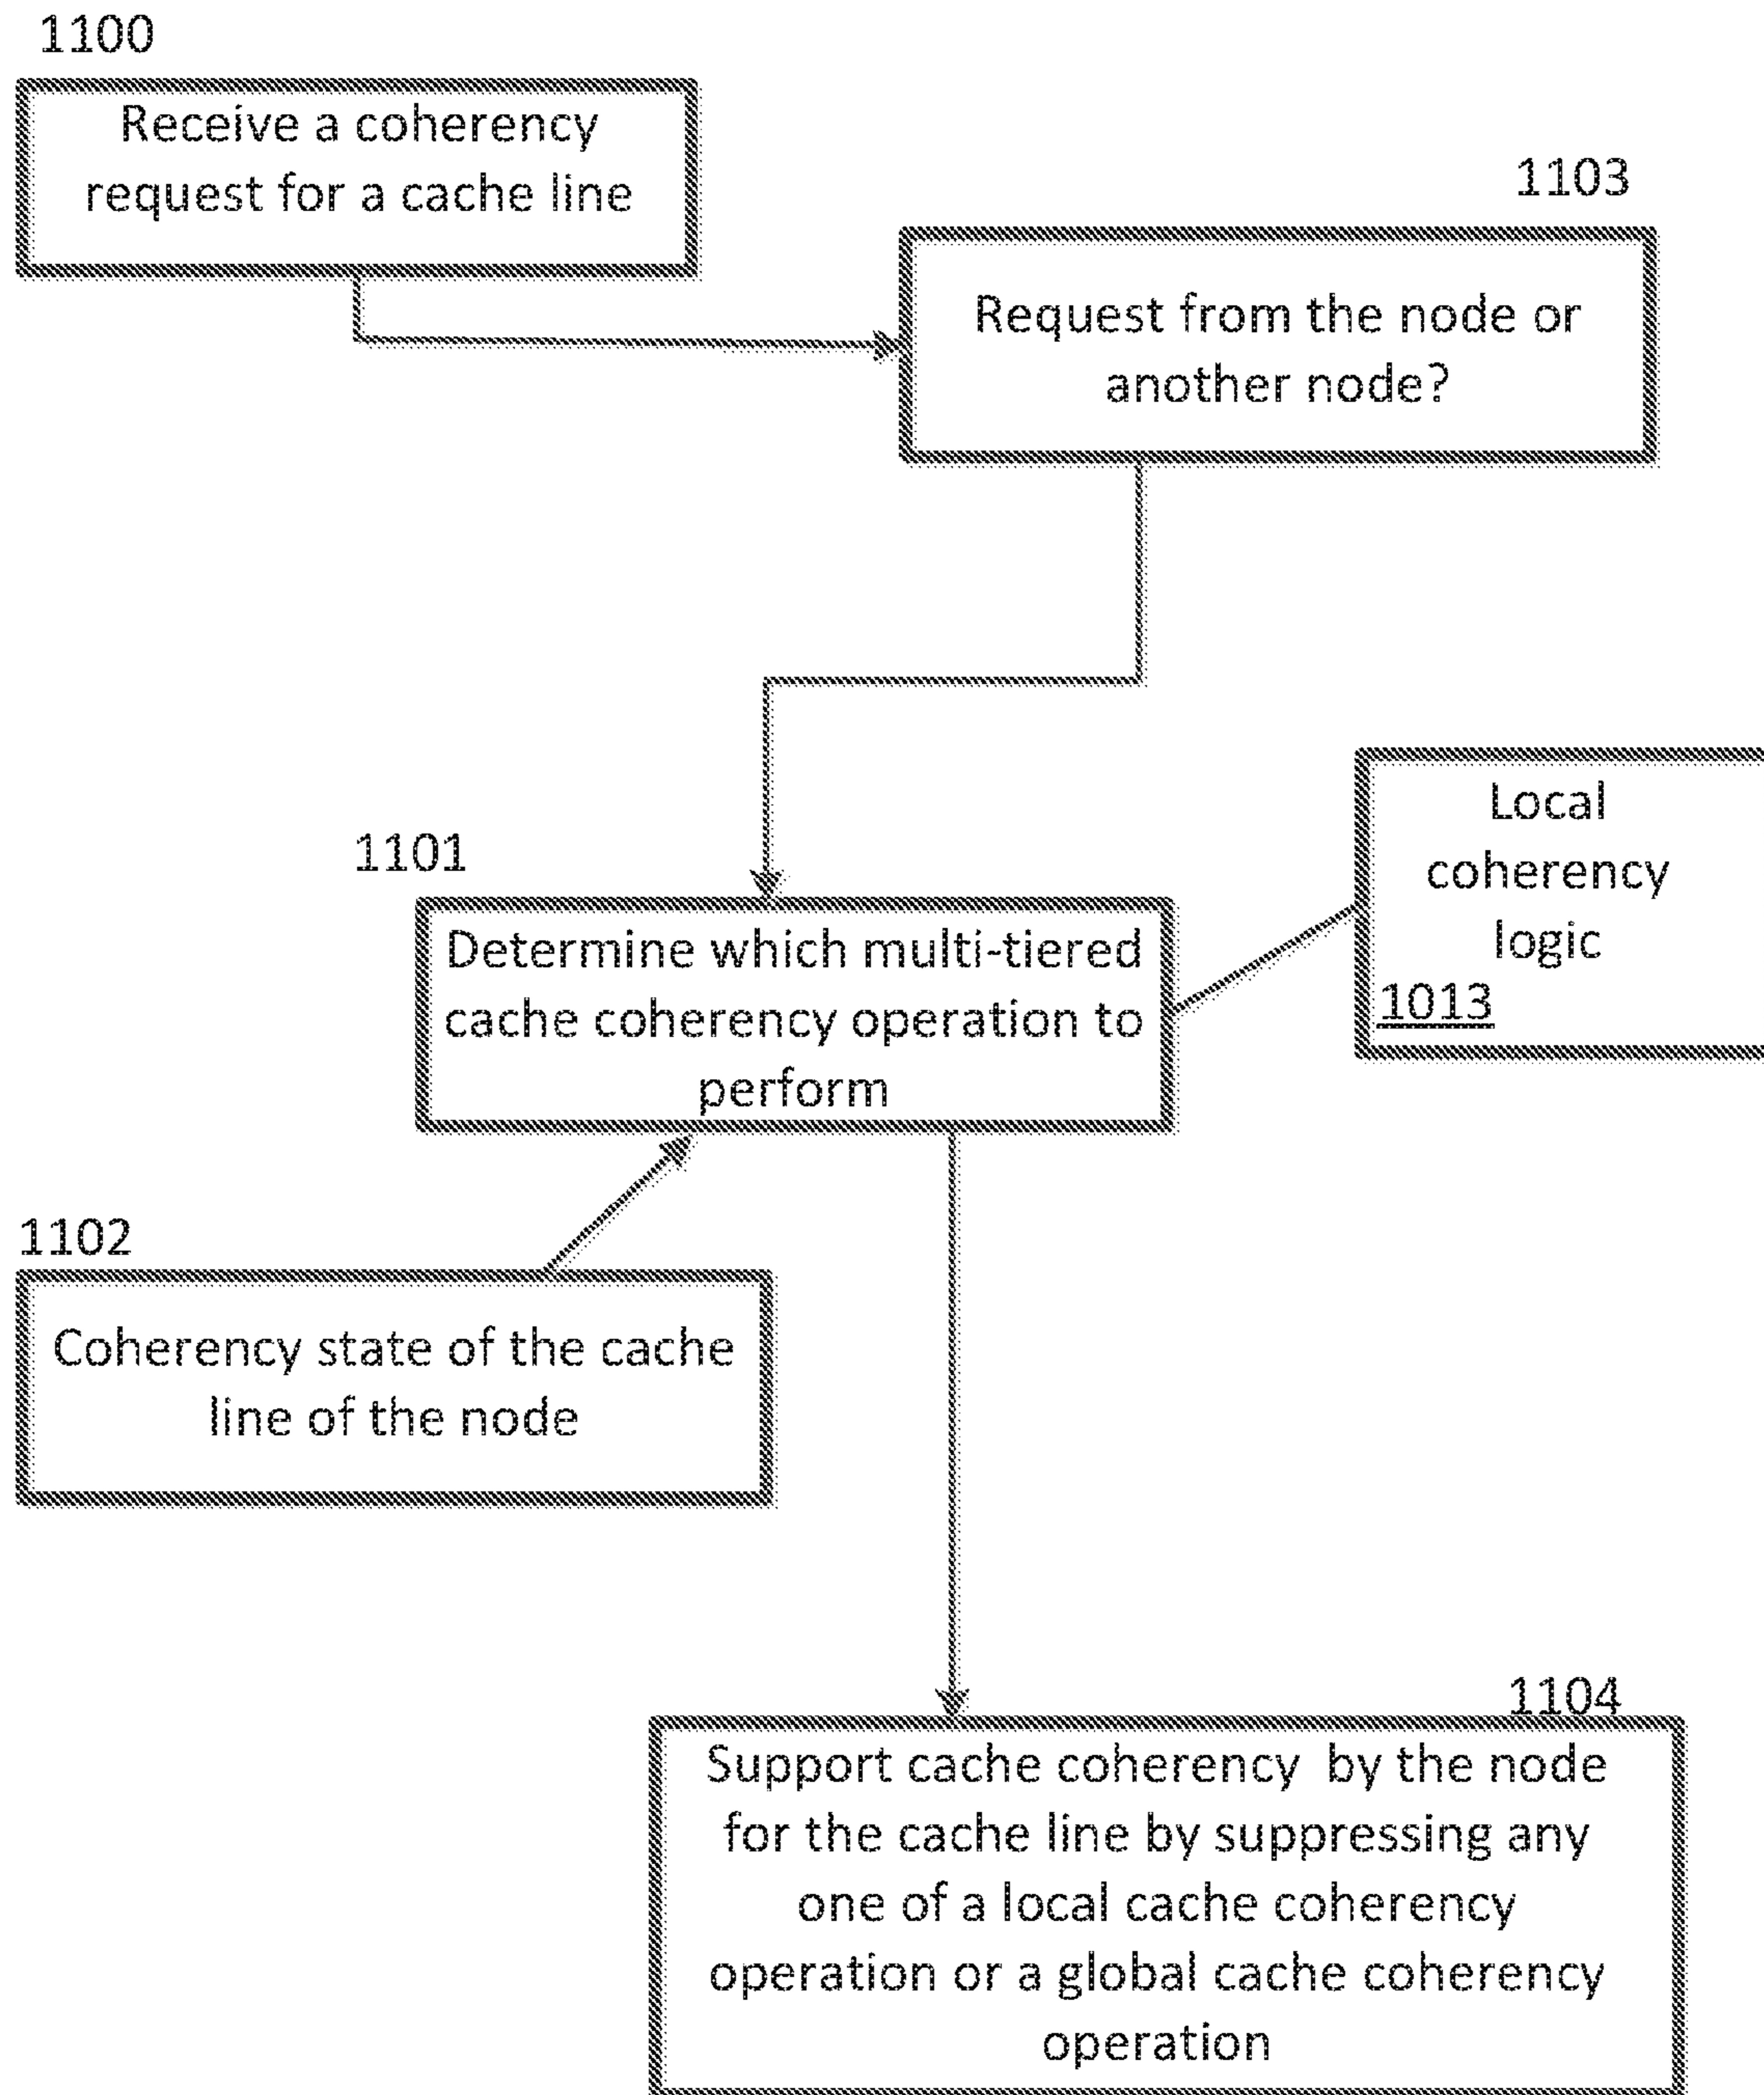 1100
Receive a coherency
request for a cache line
1103
Request from the node or
another node?
1101
Determine which multi-tiered
cache coherency operation to
perform
Local
coherency
logic
1013
1102
Coherency state of the cache
line of the node
1104
Support cache coherency by the node
for the cache line by suppressing any
one of a local cache coherency
operation or a global cache coherency
operation